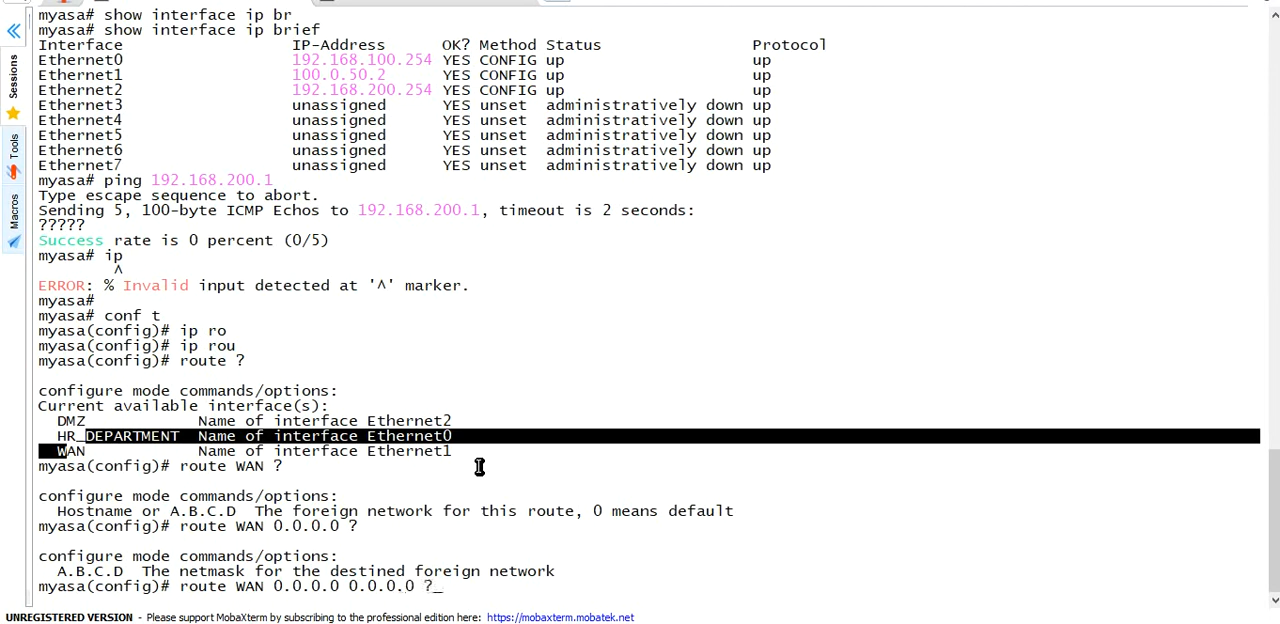 myasa# show interface ip br
myasa# show interface ip brief
Interface                  IP-Address      OK? Method Status                Protocol
Ethernet0                  192.168.100.254 YES CONFIG up                    up
Ethernet1                  100.0.50.2      YES CONFIG up                    up
Ethernet2                  192.168.200.254 YES CONFIG up                    up
Ethernet3                  unassigned      YES unset  administratively down up
Ethernet4                  unassigned      YES unset  administratively down up
Ethernet5                  unassigned      YES unset  administratively down up
Ethernet6                  unassigned      YES unset  administratively down up
Ethernet7                  unassigned      YES unset  administratively down up
myasa# ping 192.168.200.1
Type escape sequence to abort.
Sending 5, 100-byte ICMP Echos to 192.168.200.1, timeout is 2 seconds:
?????
Success rate is 0 percent (0/5)
myasa# ip
^
ERROR: % Invalid input detected at '^' marker.
myasa#
myasa# conf t
myasa(config)# ip ro
myasa(config)# ip rou
myasa(config)# route ?
configure mode commands/options:
Current available interface(s):
DMZ            Name of interface Ethernet2
HR_DEPARTMENT  Name of interface Ethernet0
WAN            Name of interface Ethernet1
myasa(config)# route WAN ?
configure mode commands/options:
Hostname or A.B.C.D  The foreign network for this route, 0 means default
myasa(config)# route WAN 0.0.0.0 ?
configure mode commands/options:
A.B.C.D  The netmask for the destined foreign network
myasa(config)# route WAN 0.0.0.0 0.0.0.0 ?_
Sessions
Tools
Macros
UNREGISTERED VERSION - Please support MobaXterm by subscribing to the professional edition here: https://mobaxterm.mobatek.net